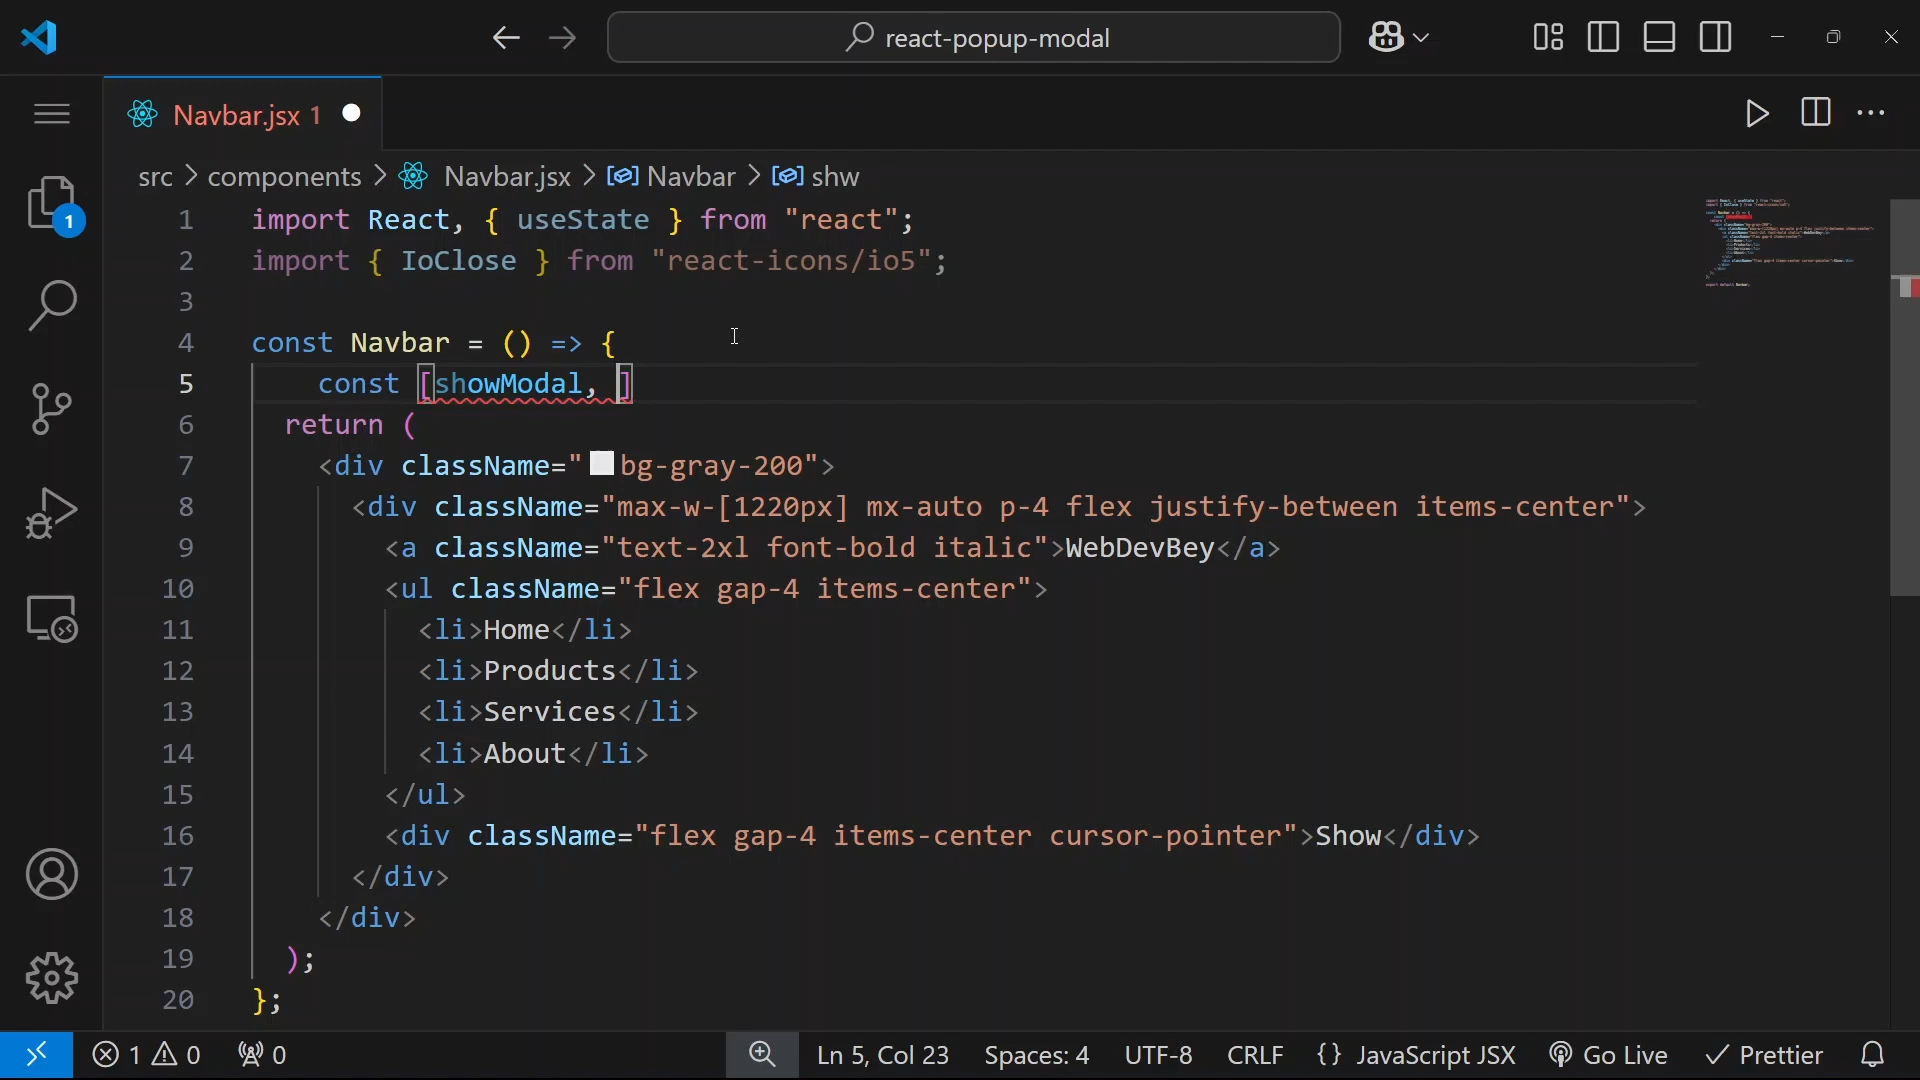 react-popup-modal
Navbar.jsx 1
src > components > Navbar.jsx > Navbar > shw
1 import React, { useState } from "react";
2 import { IoClose } from "react-icons/io5";
3
4 const Navbar = () => {
5 const [showModal, ]
6 return (
7 <div className="bg-gray-200">
8 <div className="max-w-[1220px] mx-auto p-4 flex justify-between items-center">
9 <a className="text-2xl font-bold italic">WebDevBey</a>
10 <ul className="flex gap-4 items-center">
11 <li>Home</li>
12 <li>Products</li>
13 <li>Services</li>
14 <li>About</li>
15 </ul>
16 <div className="flex gap-4 items-center cursor-pointer">Show</div>
17 </div>
18 </div>
19 );
20 };
1
1 0 0 Ln 5, Col 23 Spaces: 4 UTF-8 CRLF {} JavaScript JSX Go Live Prettier